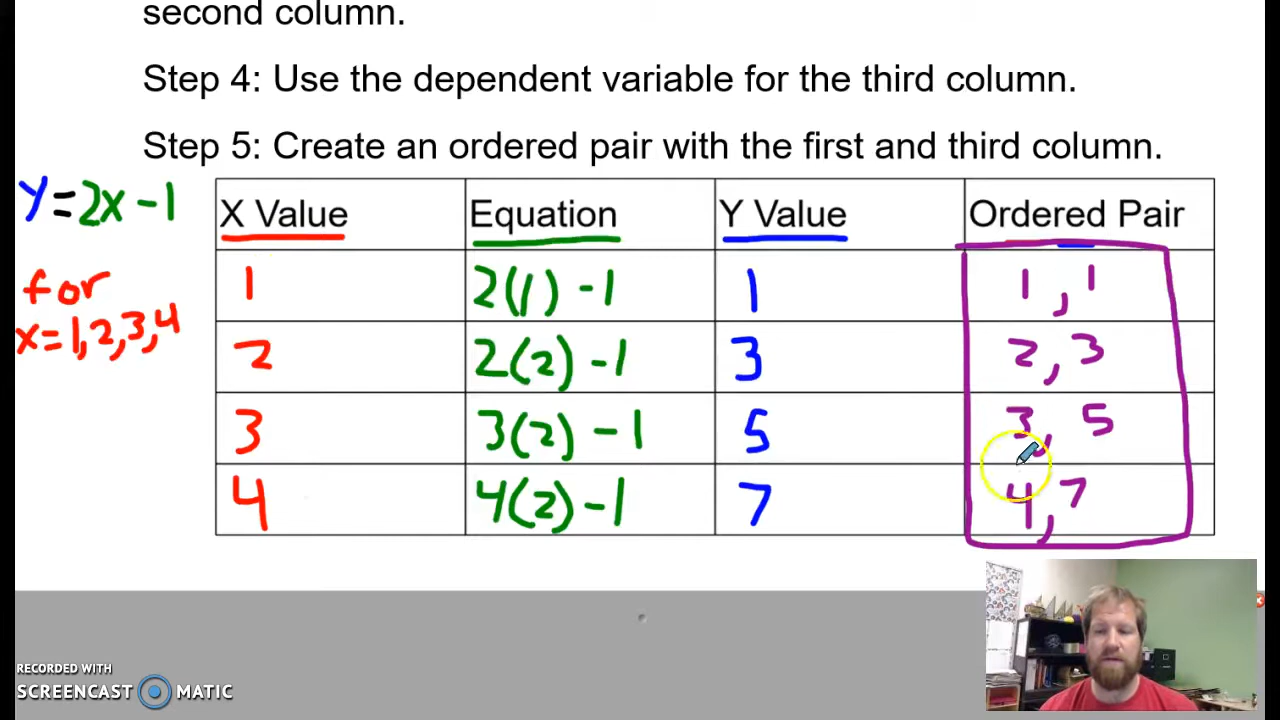 second column.
Step 4: Use the dependent variable for the third column.
Step 5: Create an ordered pair with the first and third column.
y=2x-1
for
x=1,2,3,4
X Value Equation Y Value Ordered Pair
1 2(1)-1 1 1,1
2 2(2)-1 3 2,3
3 3(2)-1 5 3,5
4 4(2)-1 7 4,7
RECORDED WITH
SCREENCAST MATIC